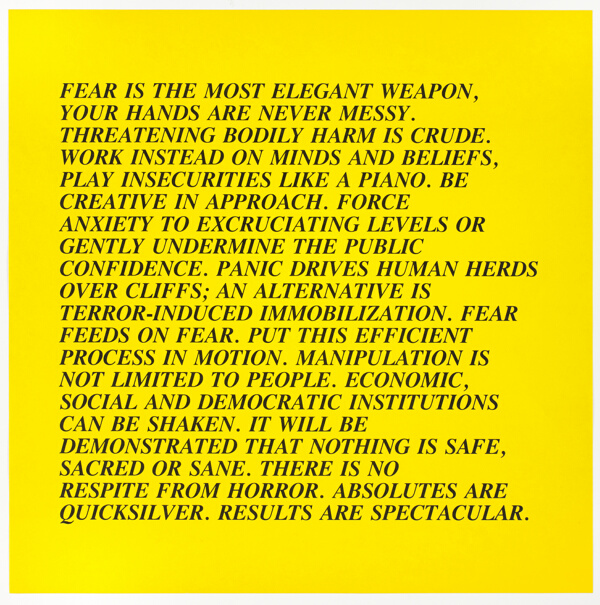 FEAR IS THE MOST ELEGANT WEAPON,
YOUR HANDS ARE NEVER MESSY.
THREATENING BODILY HARM IS CRUDE.
WORK INSTEAD ON MINDS AND BELIEFS,
PLAY INSECURITIES LIKE A PIANO. BE
CREATIVE IN APPROACH. FORCE
ANXIETY TO EXCRUCIATING LEVELS OR
GENTLY UNDERMINE THE PUBLIC
CONFIDENCE. PANIC DRIVES HUMAN HERDS
OVER CLIFFS; AN ALTERNATIVE IS
TERROR-INDUCED IMMOBILIZATION. FEAR
FEEDS ON FEAR. PUT THIS EFFICIENT
PROCESS IN MOTION. MANIPULATION IS
NOT LIMITED TO PEOPLE. ECONOMIC,
SOCIAL AND DEMOCRATIC INSTITUTIONS
CAN BE SHAKEN. IT WILL BE
DEMONSTRATED THAT NOTHING IS SAFE,
SACRED OR SANE. THERE IS NO
RESPITE FROM HORROR. ABSOLUTES ARE
QUICKSILVER. RESULTS ARE SPECTACULAR.